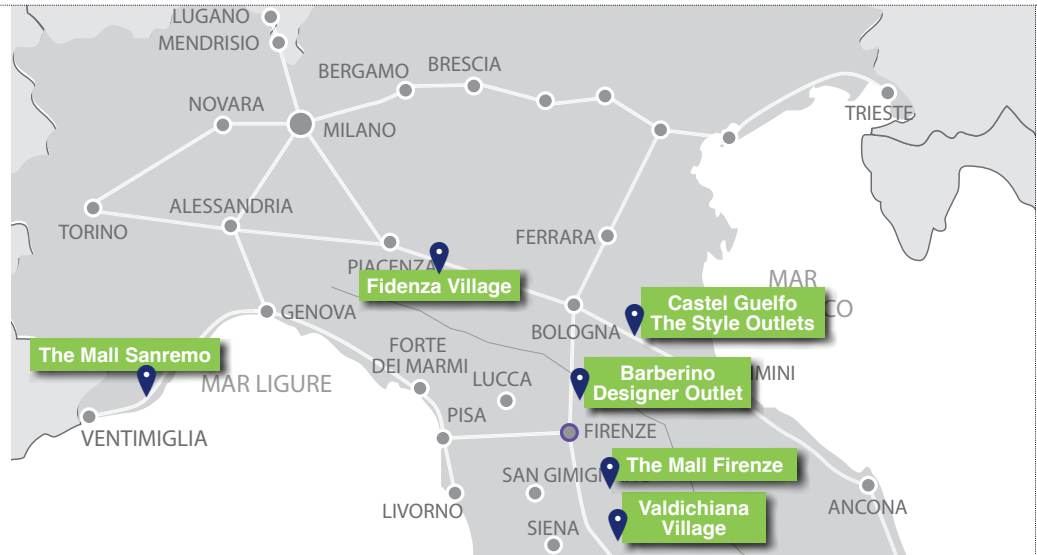 LUGANO
MENDRISIO
BERGAMO
BRESCIA
NOVARA
MILANO
TRIESTE
ALESSANDRIA
TORINO
FERRARA
PIACENZA
Fidenza Village
MAR
CO
GENOVA
Castel Guelfo
The Style Outlets
BOLOGNA
FORTE
DEI MARMI
The Mall Sanremo
MAR LIGURE
LUCCA
Barberino
Designer Outlet
IMINI
PISA
VENTIMIGLIA
FIRENZE
The Mall Firenze
SAN GIMIG
LIVORNO
Valdichiana
Village
ANCONA
SIENA